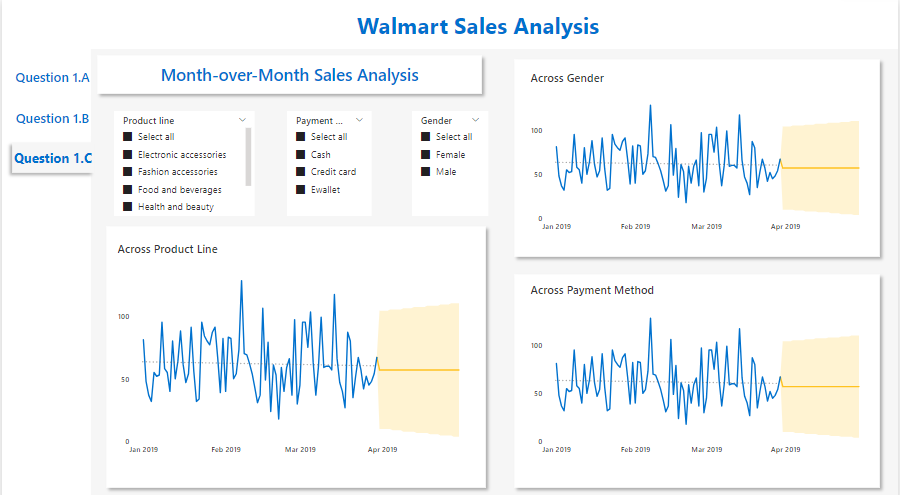 Walmart Sales Analysis
Question 1.A
Question 1.B
Question 1.C
Month-over-Month Sales Analysis
Product line
Select all
Electronic accessories
Fashion accessories
Food and beverages
Health and beauty
Payment ...
Select all
Cash
Credit card
Ewallet
Gender
Select all
Female
Male
Across Product Line
100
50
0
Jan 2019 Feb 2019 Mar 2019 Apr 2019
Across Gender
100
50
0
Jan 2019 Feb 2019 Mar 2019 Apr 2019
Across Payment Method
100
50
0
Jan 2019 Feb 2019 Mar 2019 Apr 2019